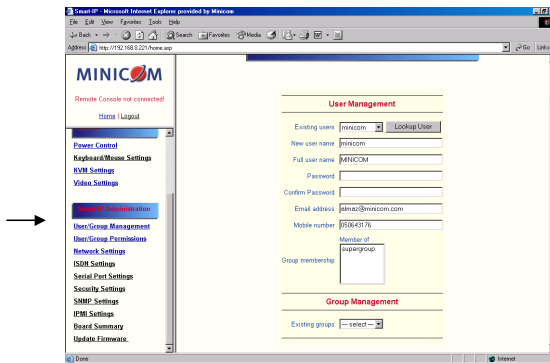 Smart-IP - Microsoft Internet Explorer provided by Minicom
File Edit View Favorites Tools Help
Back Search Favorites Media
Address http://192.168.0.221/home.asp Go Links
MINICOM
Remote Console not connected!
Home | Logout
Power Control
Keyboard/Mouse Settings
KVM Settings
Video Settings
Smart IP Administration
User/Group Management
User/Group Permissions
Network Settings
ISDN Settings
Serial Port Settings
Security Settings
SNMP Settings
IPMI Settings
Board Summary
Update Firmware
User Management
Existing users minicom Lookup User
New user name minicom
Full user name MINICOM
Password
Confirm Password
Email address almaz@minicom.com
Mobile number 050643176
Member of
supergroup
Group membership
Group Management
Existing groups --- select ---
Done Internet